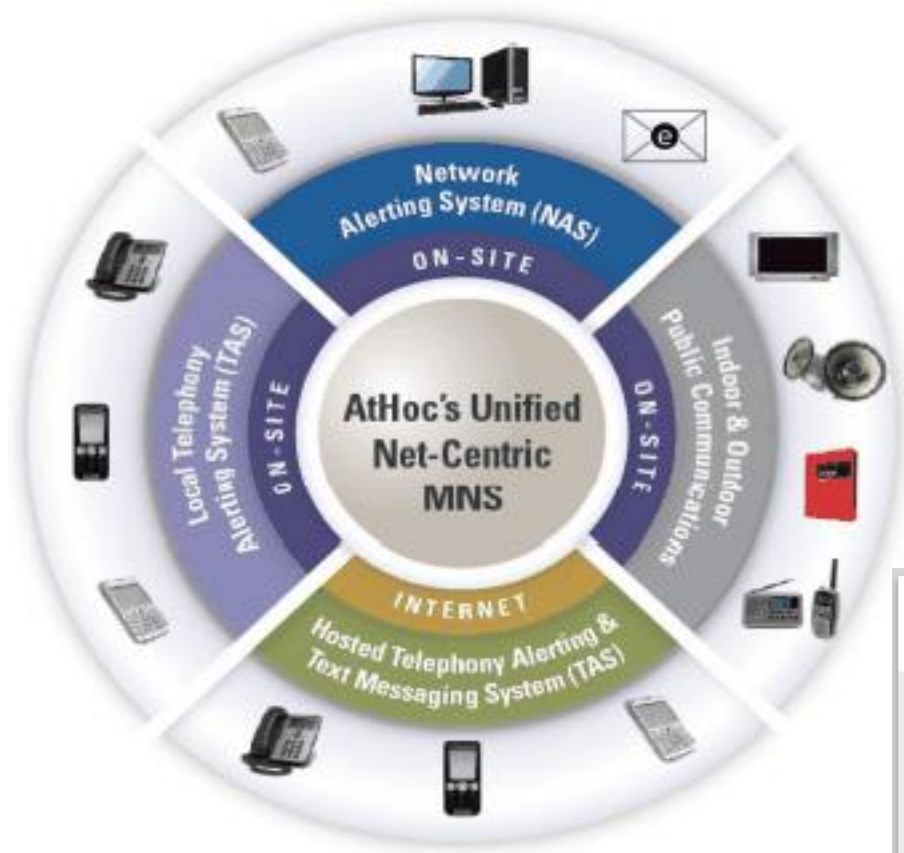 Network
Alerting System (NAS)
ON-SITE
e
Local Telephony
Alerting System (TAS)
ON-SITE
AtHoc's Unified
Net-Centric
MNS
ON-SITE
Indoor & Outdoor
Public Communications
INTERNET
Hosted Telephony Alerting &
Text Messaging System (TAS)